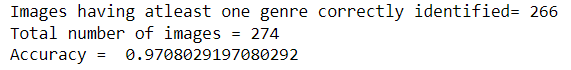 Images having atleast one genre correctly identified= 266
Total number of images = 274
Accuracy =  0.9708029197080292